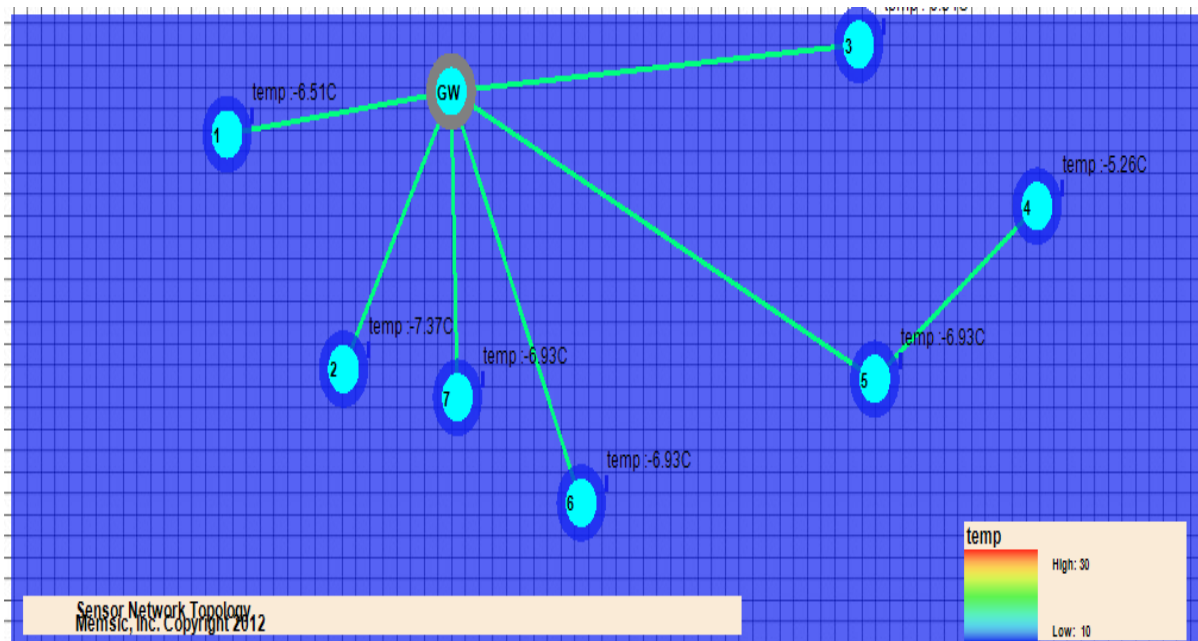 3
GW
temp :-6.51C
1
temp :-5.26C
4
temp :-7.37C
2
temp :-6.93C
7
temp :-6.93C
5
temp :-6.93C
6
temp
High: 30
Low: 10
Sensor Network Topology
Memsic, Inc. Copyright 2012